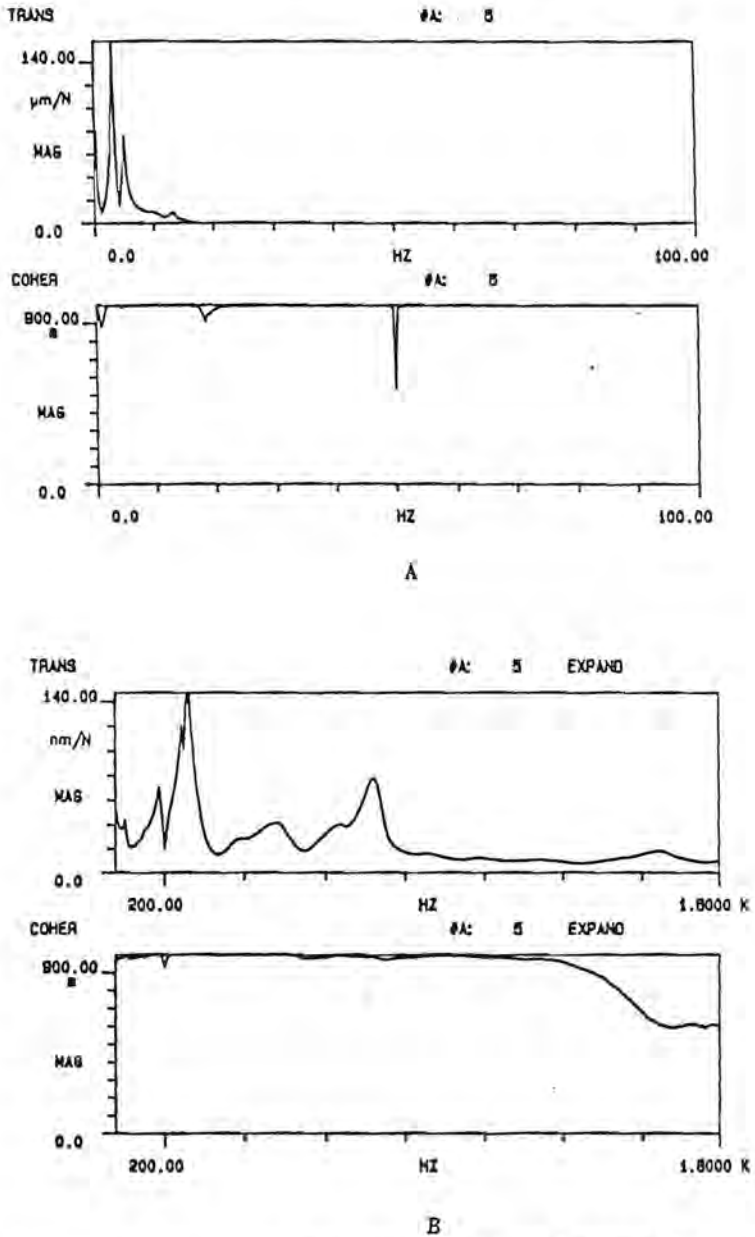 TRANS #A: 5
140.00
µm/N
MAG
0.0
0.0 HZ 100.00
COHER #A: 5
900.00
m
MAG
0.0
0.0 HZ 100.00
A
TRANS #A: 5 EXPAND
140.00
nm/N
MAG
0.0
200.00 HZ 1.6000 K
COHER #A: 5 EXPAND
900.00
m
MAG
0.0
200.00 HZ 1.6000 K
B